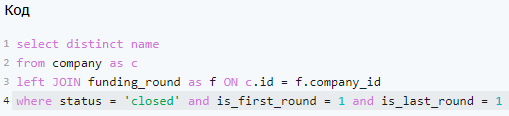 Код
1 select distinct name
2 from company as c
3 left JOIN funding_round as f ON c.id = f.company_id
4 where status = 'closed' and is_first_round = 1 and is_last_round = 1